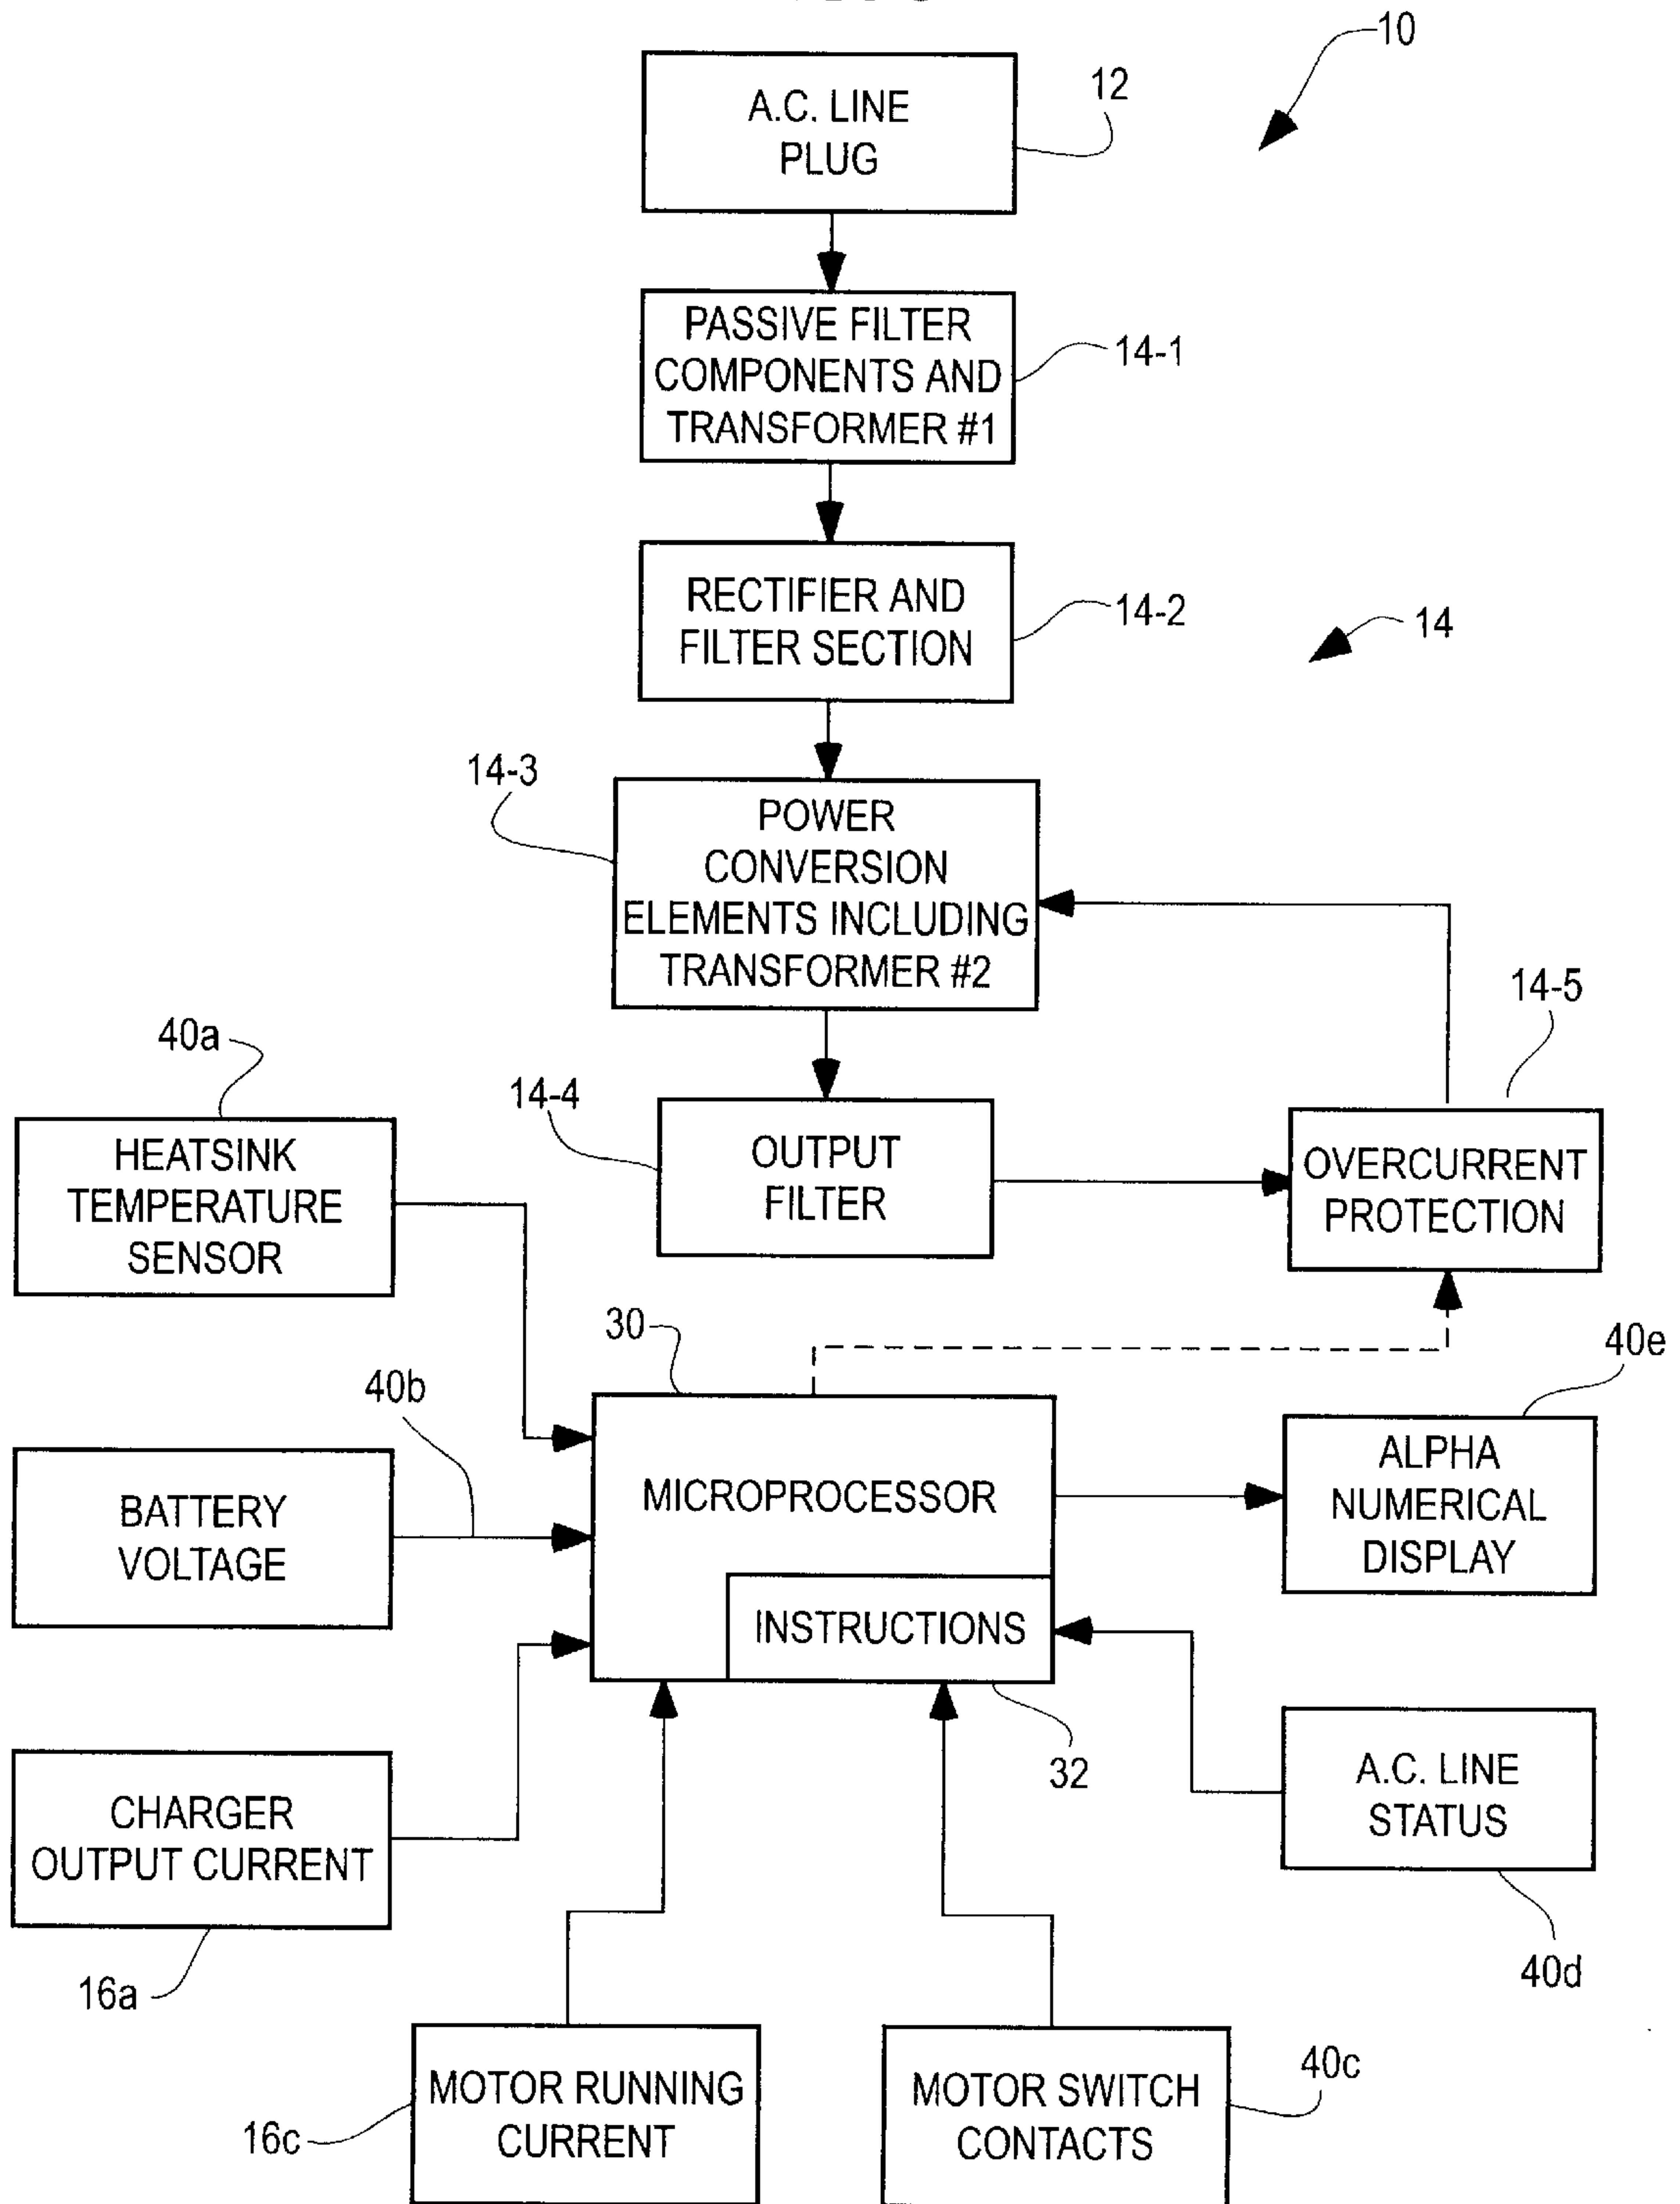 10
A.C. LINE
PLUG
12
PASSIVE FILTER
COMPONENTS AND
TRANSFORMER #1
14-1
RECTIFIER AND
FILTER SECTION
14-2
14
14-3
POWER
CONVERSION
ELEMENTS INCLUDING
TRANSFORMER #2
14-5
40a
14-4
HEATSINK
TEMPERATURE
SENSOR
OUTPUT
FILTER
OVERCURRENT
PROTECTION
30
40e
40b
BATTERY
VOLTAGE
MICROPROCESSOR
ALPHA
NUMERICAL
DISPLAY
INSTRUCTIONS
32
CHARGER
OUTPUT CURRENT
A.C. LINE
STATUS
16a
40d
MOTOR RUNNING
CURRENT
16c
MOTOR SWITCH
CONTACTS
40c